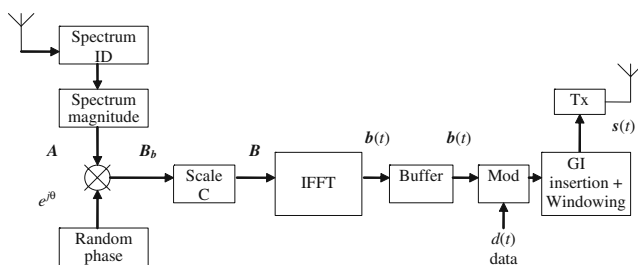 Spectrum
ID
Spectrum
magnitude
A
B_b
B
b(t)
b(t)
s(t)
e^{jθ}
Scale
C
IFFT
Buffer
Mod
GI
insertion +
Windowing
Tx
Random
phase
d(t)
data